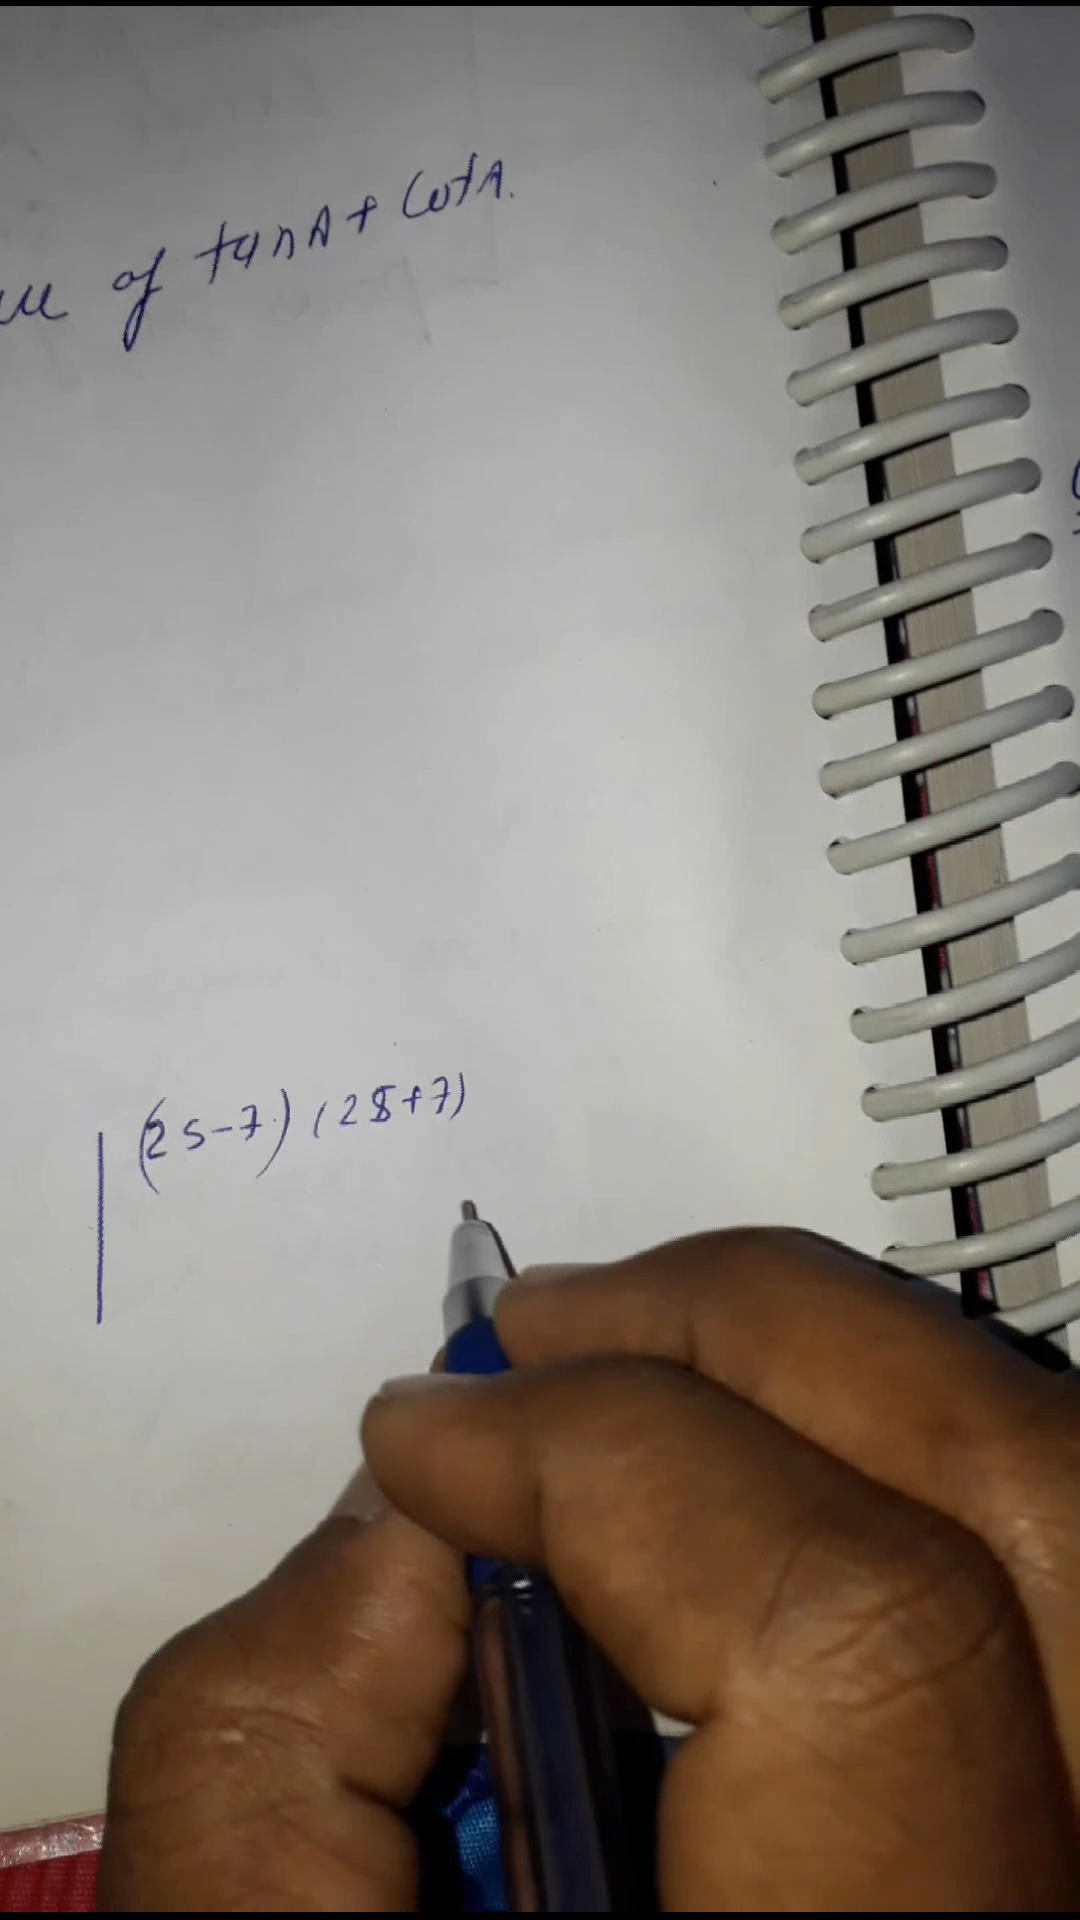 of tanA + CotA.
(25-7) (25+7)